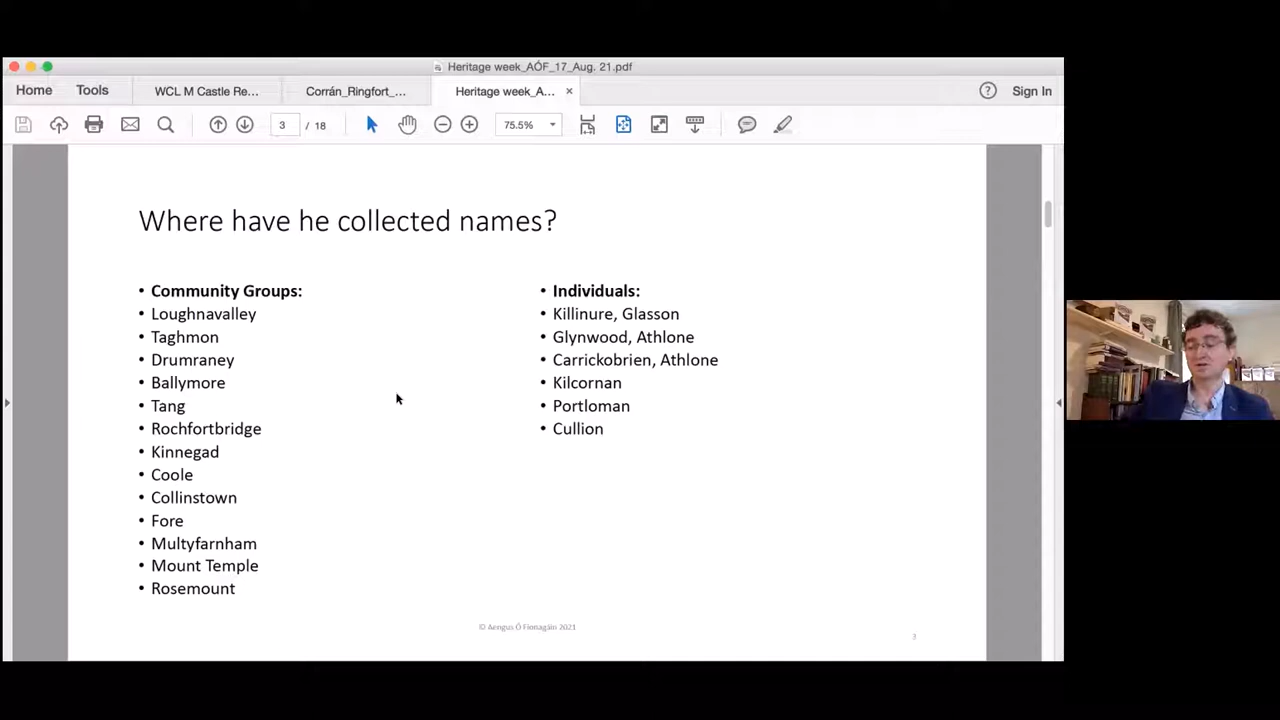 Heritage week_AÓF_17_Aug. 21.pdf
Home Tools WCL M Castle Re... Corrán_Ringfort_... Heritage week_A... × Sign In
3 / 18 75.5%
Where have he collected names?
• Community Groups:
• Loughnavalley
• Taghmon
• Drumraney
• Ballymore
• Tang
• Rochfortbridge
• Kinnegad
• Coole
• Collinstown
• Fore
• Multyfarnham
• Mount Temple
• Rosemount
• Individuals:
• Killinure, Glasson
• Glynwood, Athlone
• Carrickobrien, Athlone
• Kilcornan
• Portloman
• Cullion
© Aengus Ó Fionagáin 2021
3